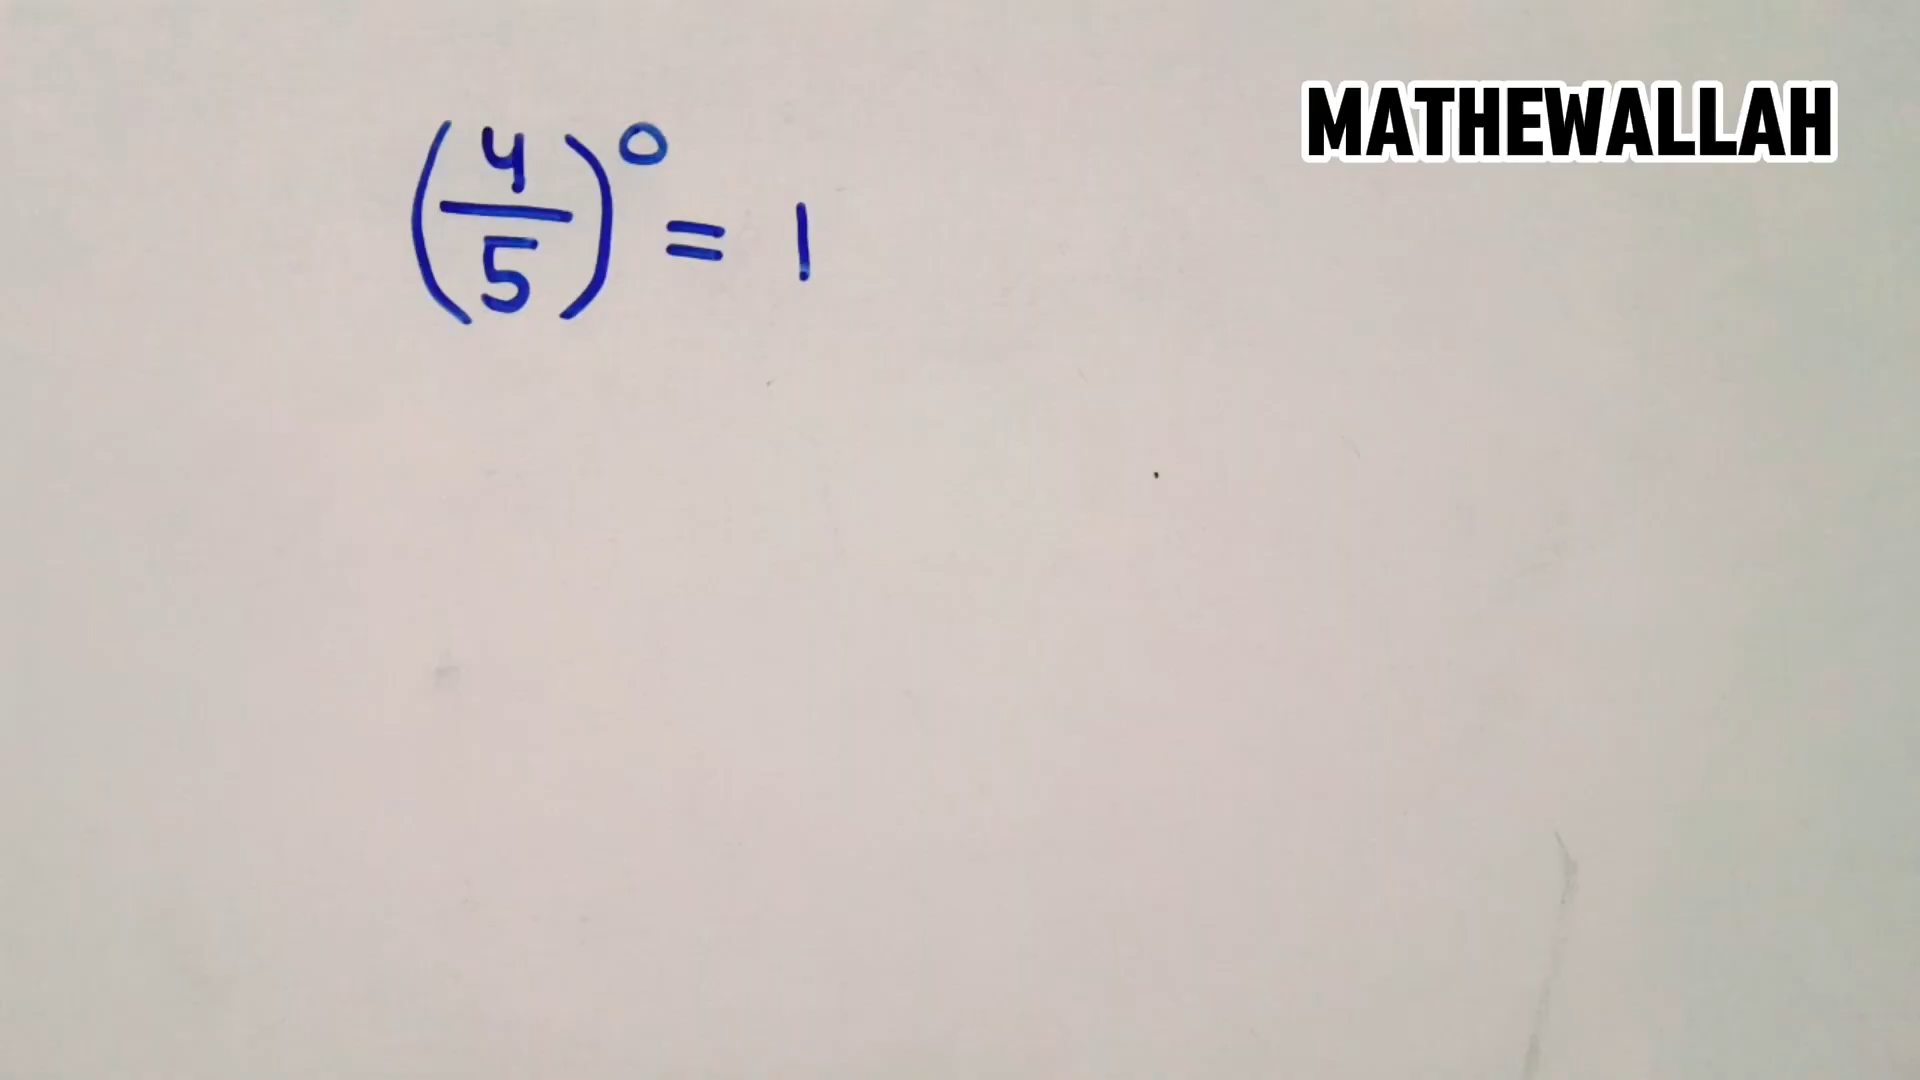 MATHEWALLAH
(4/5)⁰ = 1